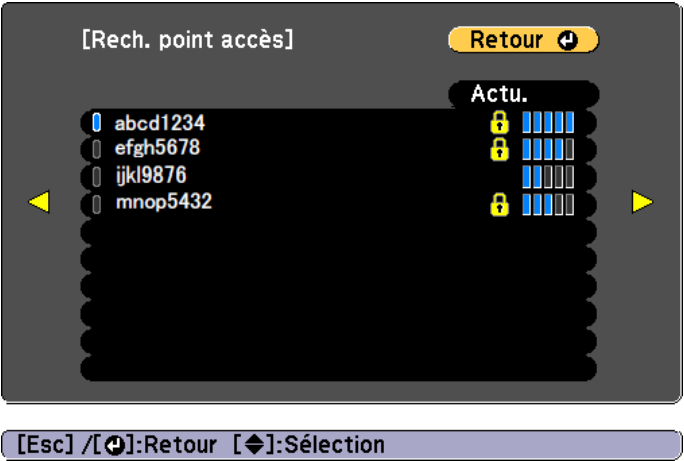 [Rech. point accès]
Retour
Actu.
abcd1234
efgh5678
ijkl9876
mnop5432
[Esc] /[⏎]:Retour [◆]:Sélection